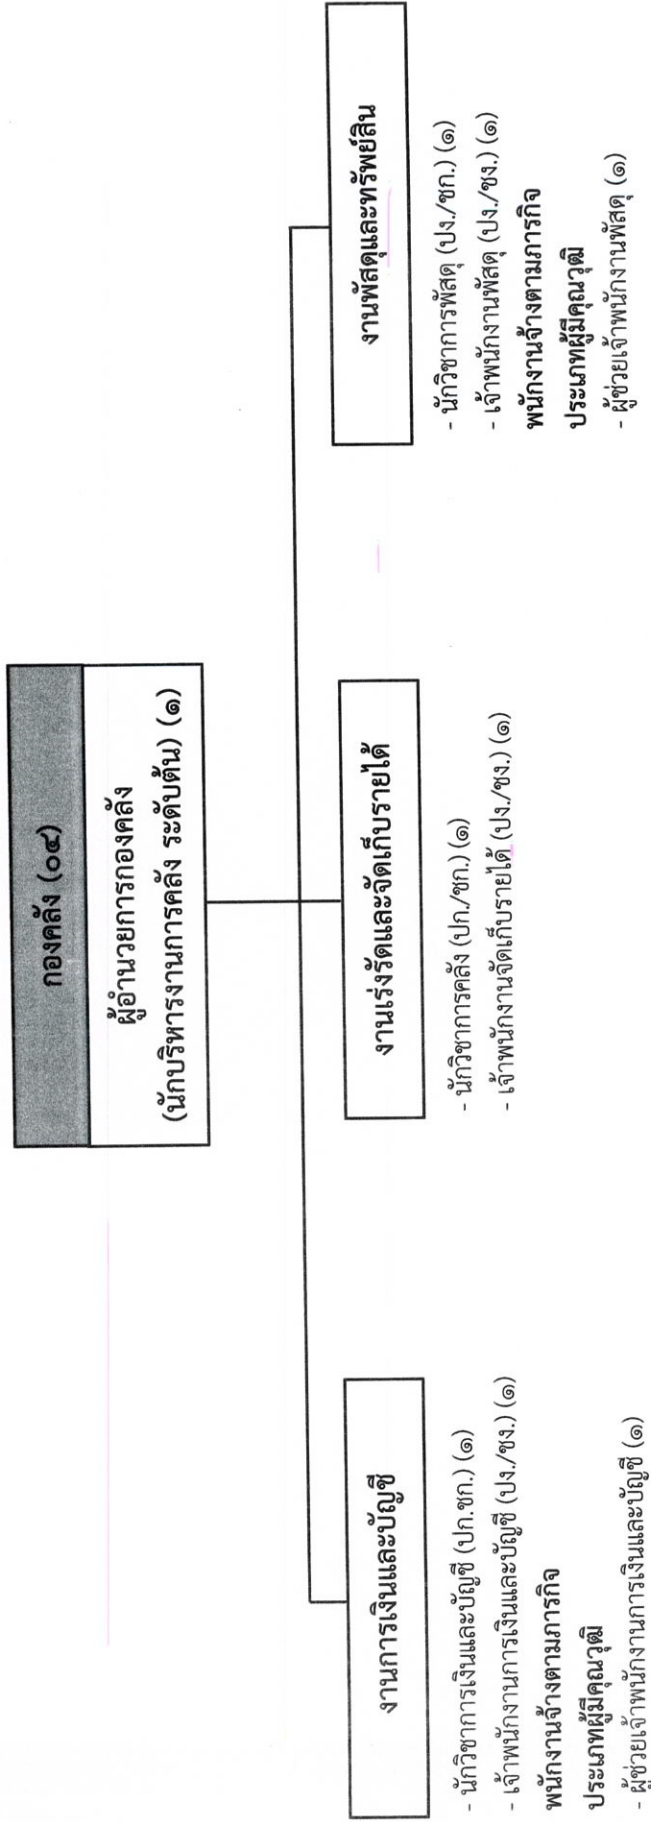 กองคลัง (๐๔)
ผู้อำนวยการกองคลัง
(นักบริหารงานการคลัง ระดับต้น) (๑)
งานการเงินและบัญชี
- นักวิชาการเงินและบัญชี (ปก.ชก.) (๑)
- เจ้าพนักงานการเงินและบัญชี (ปง./ชง.) (๑)
พนักงานจ้างตามภารกิจ
ประเภทผู้มีคุณวุฒิ
- ผู้ช่วยเจ้าพนักงานการเงินและบัญชี (๑)
งานเร่งรัดและจัดเก็บรายได้
- นักวิชาการคลัง (ปก./ชก.) (๑)
- เจ้าพนักงานจัดเก็บรายได้ (ปง./ชง.) (๑)
งานพัสดุและทรัพย์สิน
- นักวิชาการพัสดุ (ปง./ชก.) (๑)
- เจ้าพนักงานพัสดุ (ปง./ชง.) (๑)
พนักงานจ้างตามภารกิจ
ประเภทผู้มีคุณวุฒิ
- ผู้ช่วยเจ้าพนักงานพัสดุ (๑)